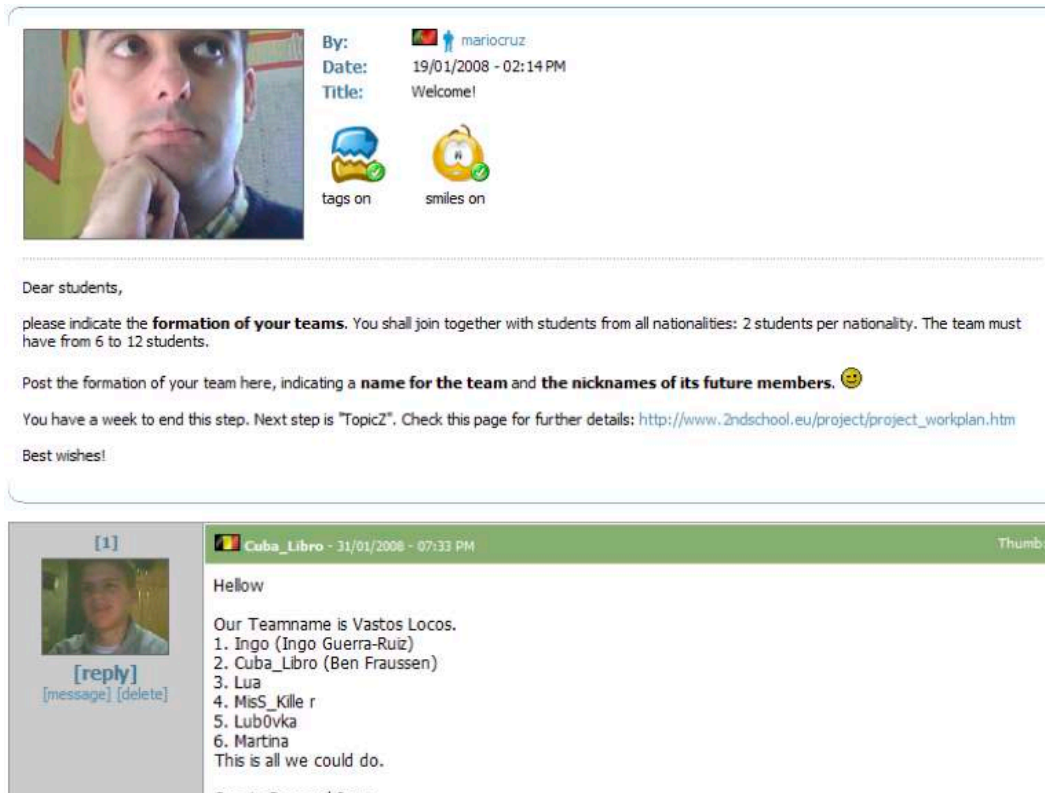 By: mariocruz
Date: 19/01/2008 - 02:14 PM
Title: Welcome!
tags on smiles on
Dear students,
please indicate the formation of your teams. You shall join together with students from all nationalities: 2 students per nationality. The team must
have from 6 to 12 students.
Post the formation of your team here, indicating a name for the team and the nicknames of its future members.
You have a week to end this step. Next step is "TopicZ". Check this page for further details: http://www.2ndschool.eu/project/project_workplan.htm
Best wishes!
[1]
Cuba_Libro - 31/01/2008 - 07:33 PM Thumb
[reply]
[message] [delete]
Hellow
Our Teamname is Vastos Locos.
1. Ingo (Ingo Guerra-Ruiz)
2. Cuba_Libro (Ben Fraussen)
3. Lua
4. MisS_Kille r
5. Lub0vka
6. Martina
This is all we could do.